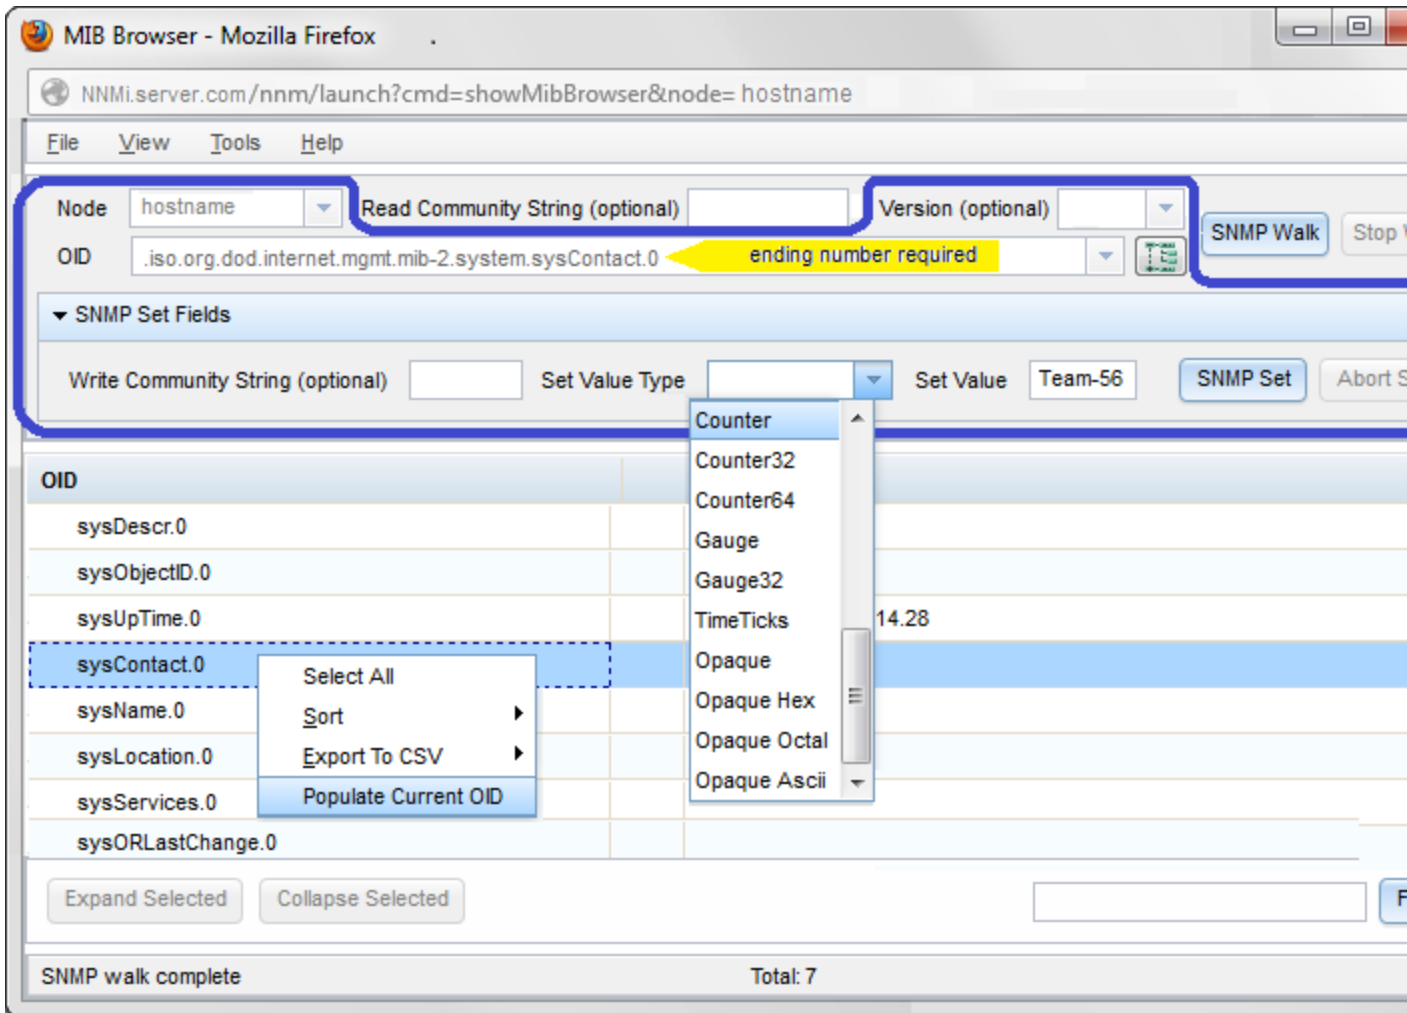 MIB Browser - Mozilla Firefox .
NNMi.server.com/nnm/launch?cmd=showMibBrowser&node= hostname
File View Tools Help
Node hostname Read Community String (optional) Version (optional) SNMP Walk Stop
OID .iso.org.dod.internet.mgmt.mib-2.system.sysContact.0 ending number required
SNMP Set Fields
Write Community String (optional) Set Value Type Set Value Team-56 SNMP Set Abort
Counter
Counter32
Counter64
Gauge
Gauge32
TimeTicks
Opaque
Opaque Hex
Opaque Octal
Opaque Ascii
OID
sysDescr.0
sysObjectID.0
sysUpTime.0 14.28
sysContact.0
sysName.0
sysLocation.0
sysServices.0
sysORLastChange.0
Select All
Sort
Export To CSV
Populate Current OID
Expand Selected Collapse Selected
SNMP walk complete Total: 7